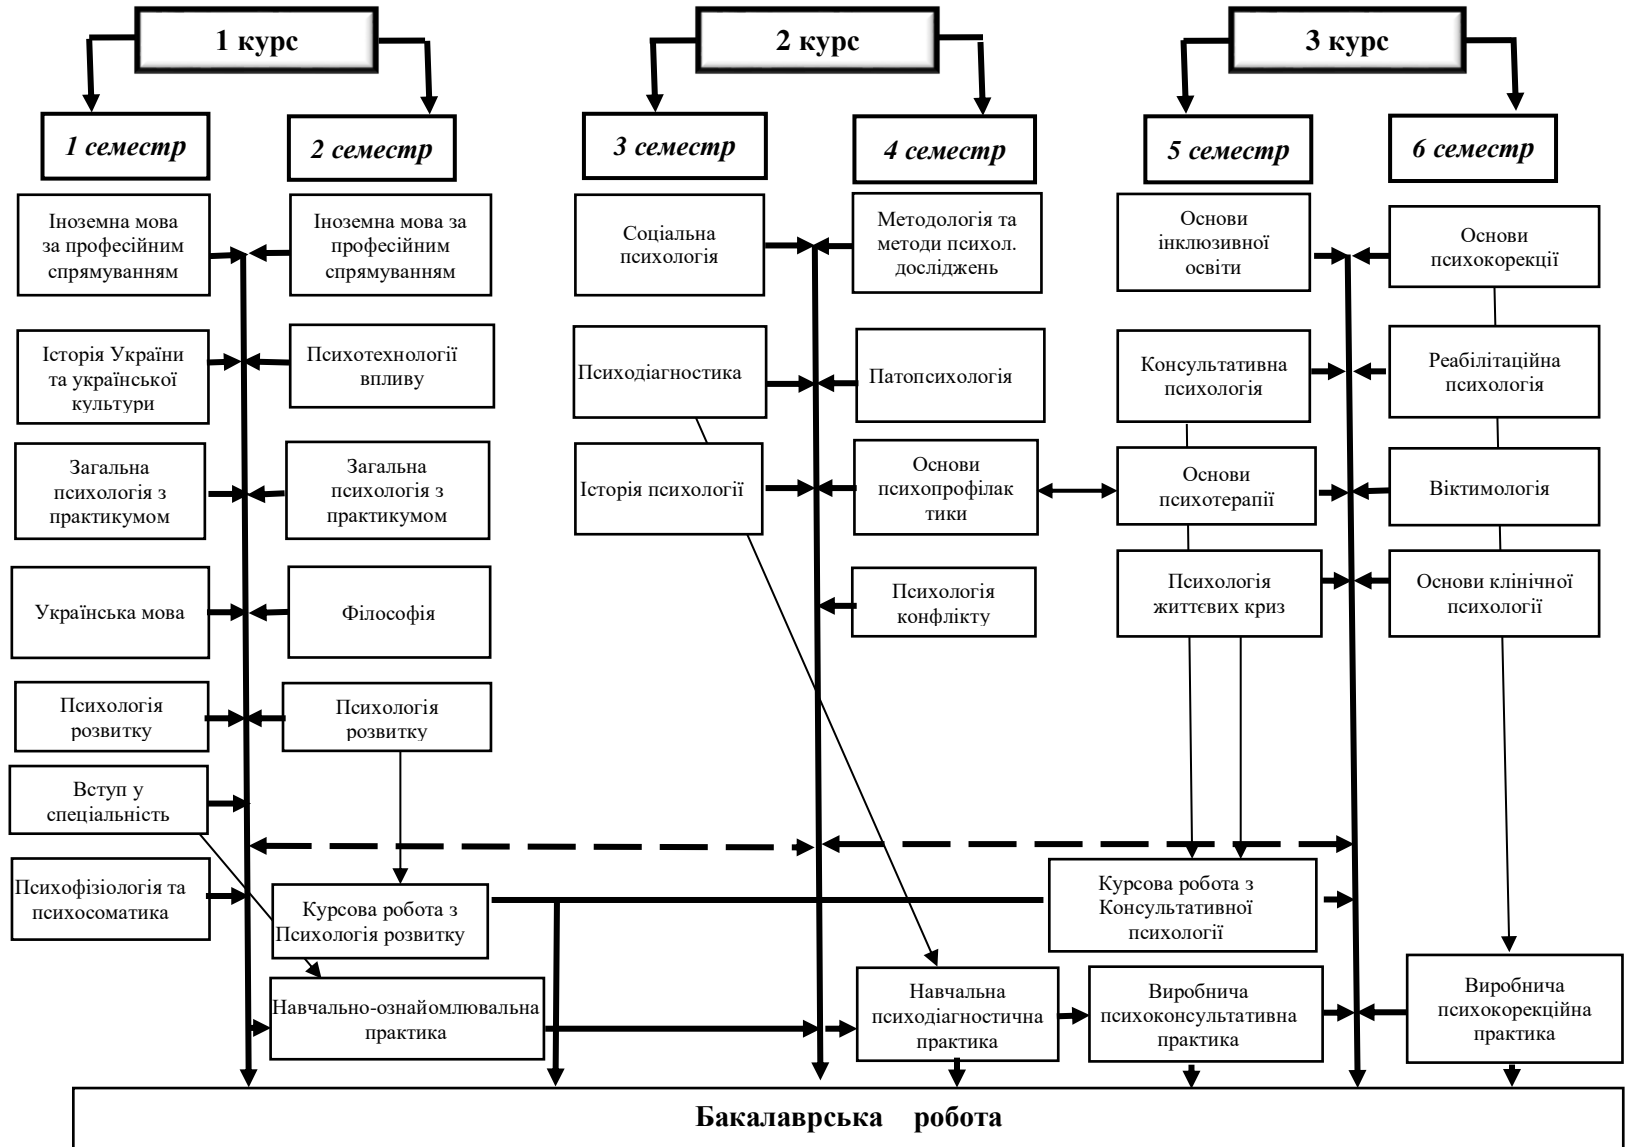 1 курс
2 курс
3 курс
1 семестр
2 семестр
3 семестр
4 семестр
5 семестр
6 семестр
Іноземна мова
за професійним
спрямуванням
Іноземна мова за
професійним
спрямуванням
Соціальна
психологія
Методологія та
методи психол.
досліджень
Основи
інклюзивної
освіти
Основи
психокорекції
Історія України
та української
культури
Психотехнології
впливу
Психодіагностика
Патопсихологія
Консультативна
психологія
Реабілітаційна
психологія
Загальна
психологія з
практикумом
Загальна
психологія з
практикумом
Історія психології
Основи
психопрофілак
тики
Основи
психотерапії
Віктимологія
Українська мова
Філософія
Психологія
конфлікту
Психологія
життєвих криз
Основи клінічної
психології
Психологія
розвитку
Психологія
розвитку
Вступ у
спеціальність
Психофізіологія та
психосоматика
Курсова робота з
Психологія розвитку
Курсова робота з
Консультативної
психології
Навчально-ознайомлювальна
практика
Навчальна
психодіагностична
практика
Виробнича
психоконсультативна
практика
Виробнича
психокорекційна
практика
Бакалаврська робота